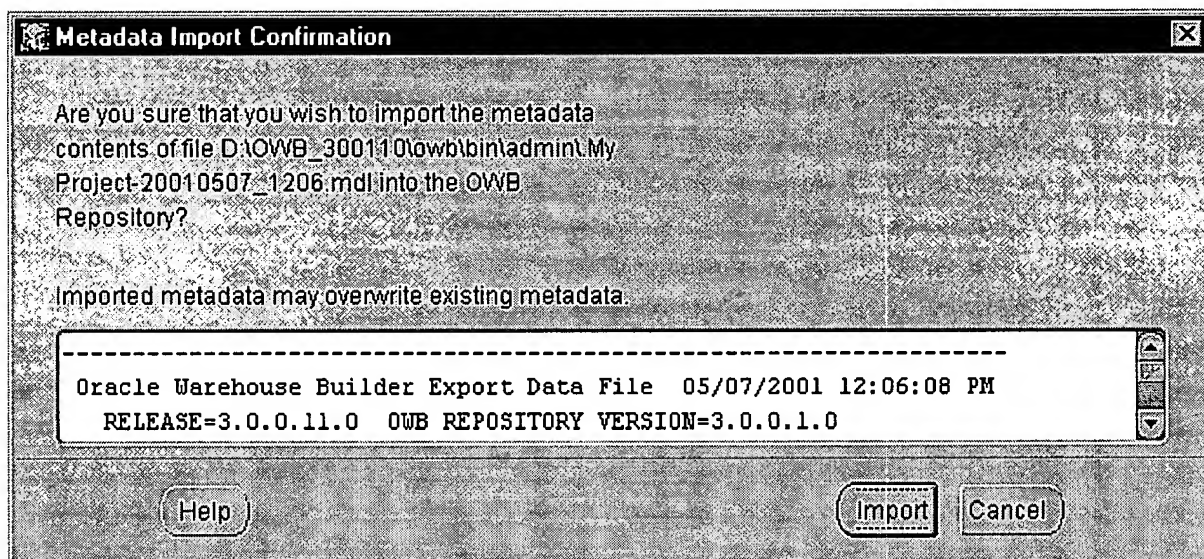 Metadata Import Confirmation
Are you sure that you wish to import the metadata
contents of file D:\OWB_300110\owb\bin\admin\My
Project-20010507_1206.mdl into the OWB
Repository?
Imported metadata may overwrite existing metadata.
--------------------------------------------------------------------
Oracle Warehouse Builder Export Data File 05/07/2001 12:06:08 PM
RELEASE=3.0.0.11.0 OWB REPOSITORY VERSION=3.0.0.1.0
Help Import Cancel